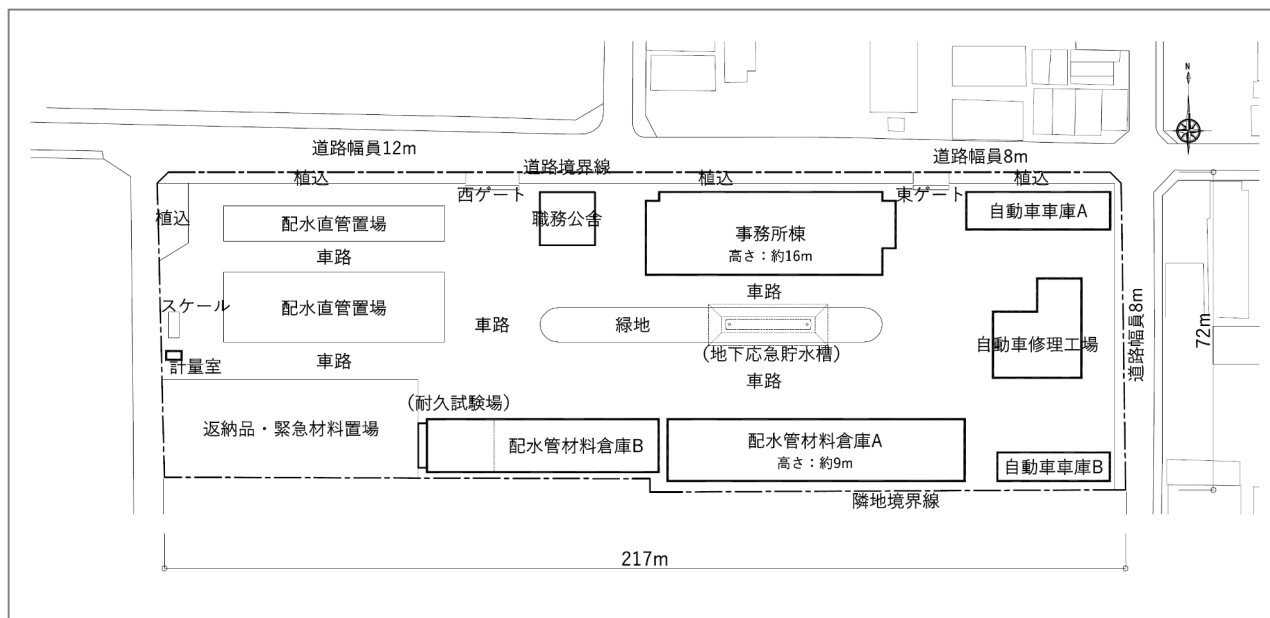 N
道路幅員12m
道路境界線
道路幅員8m
植込
植込
植込
西ゲート
東ゲート
植込
配水直管置場
職務公舎
事務所棟
高さ：約16m
自動車車庫A
車路
配水直管置場
スケール
車路
緑地
車路
(地下応急貯水槽)
自動車修理工場
道路幅員8m
72m
計量室
車路
車路
返納品・緊急材料置場
(耐久試験場)
配水管材料倉庫B
配水管材料倉庫A
高さ：約9m
自動車車庫B
隣地境界線
217m